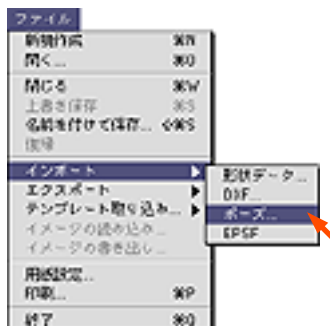 ファイル
新規作成 ⌘N
開く... ⌘O
閉じる ⌘W
上書き保存 ⌘S
名前を付けて保存... ⇧⌘S
復帰
インポート
エクスポート
テンプレート取り込み...
イメージの読み込み...
イメージの書き出し...
用紙設定...
印刷... ⌘P
終了 ⌘Q
形状データ...
DXF...
ポーズ...
EPSF